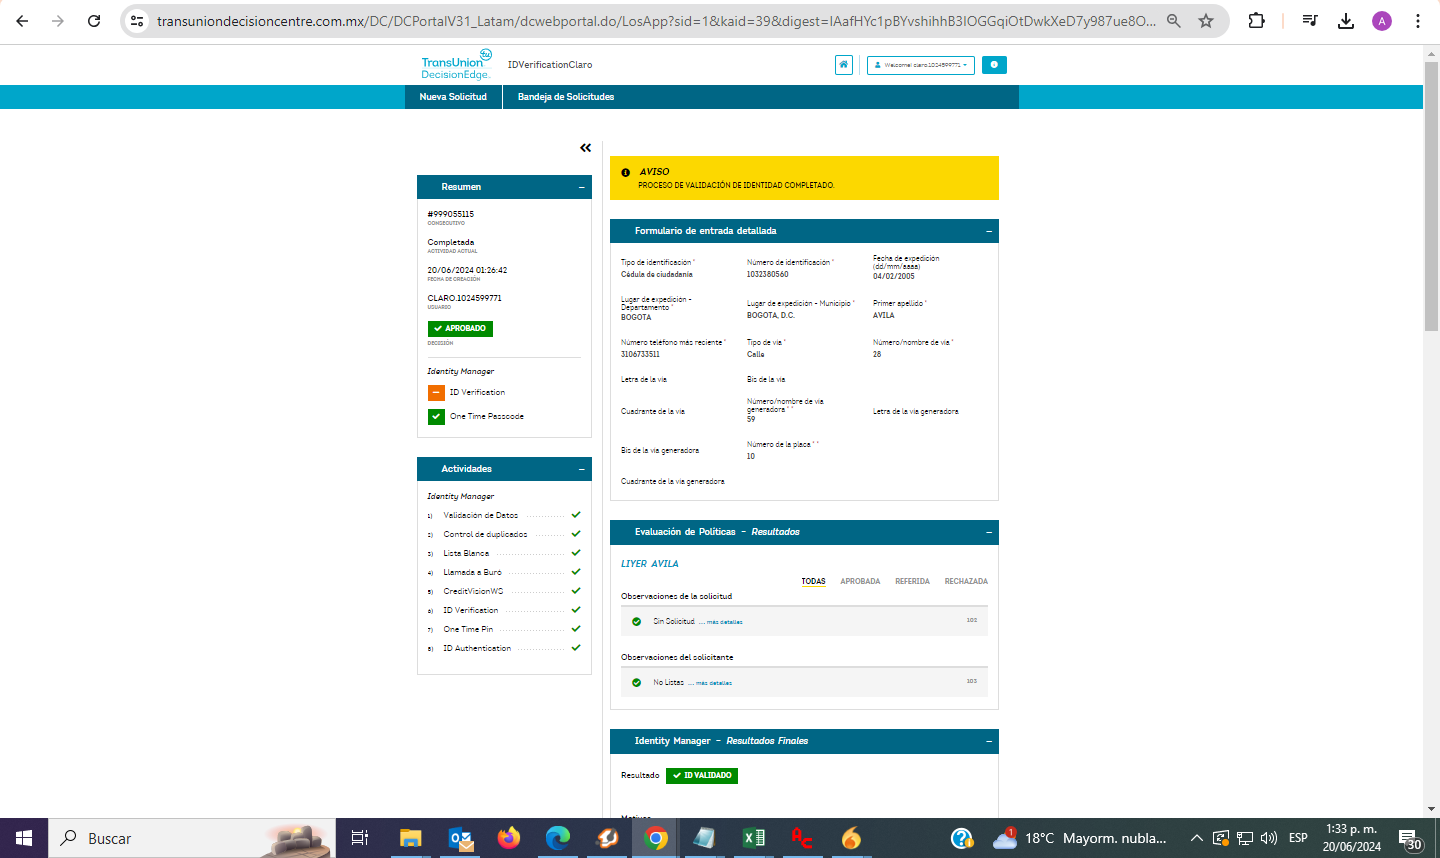 transuniondecisioncentre.com.mx/DC/DCPortalV31_Latam/dcwebportal.do/LosApp?sid=1&kaid=39&digest=IAafHYc1pBYvshihhB3IOGGqiOtDwkXeD7y987ue8O...
A
TransUnion
DecisionEdge.
IDVerificationClaro
Welcome! claro.1024599771
Nueva Solicitud
Bandeja de Solicitudes
Resumen
#999055115
CONSECUTIVO
Completada
ACTIVIDAD ACTUAL
20/06/2024 01:26:42
FECHA DE CREACIÓN
CLARO.1024599771
USUARIO
APROBADO
DECISIÓN
Identity Manager
ID Verification
One Time Passcode
Actividades
Identity Manager
1) Validación de Datos
2) Control de duplicados
3) Lista Blanca
4) Llamada a Buró
5) CreditVisionWS
6) ID Verification
7) One Time Pin
8) ID Authentication
AVISO
PROCESO DE VALIDACIÓN DE IDENTIDAD COMPLETADO.
Formulario de entrada detallada
Tipo de identificación *
Cédula de ciudadanía
Número de identificación *
1032380560
Fecha de expedición
(dd/mm/aaaa)
04/02/2005
Lugar de expedición -
Departamento *
BOGOTA
Lugar de expedición - Municipio *
BOGOTA, D.C.
Primer apellido *
AVILA
Número teléfono más reciente *
3106733511
Tipo de vía *
Calle
Número/nombre de vía *
28
Letra de la vía
Bis de la vía
Cuadrante de la vía
Número/nombre de vía
generadora * *
59
Letra de la vía generadora
Bis de la vía generadora
Número de la placa * *
10
Cuadrante de la vía generadora
Evaluación de Políticas - Resultados
LIYER AVILA
TODAS APROBADA REFERIDA RECHAZADA
Observaciones de la solicitud
Sin Solicitud ... más detalles 102
Observaciones del solicitante
No Listas ... más detalles 103
Identity Manager - Resultados Finales
Resultado ID VALIDADO
Buscar
1
18°C Mayorm. nubla...
ESP
1:33 p. m.
20/06/2024
30